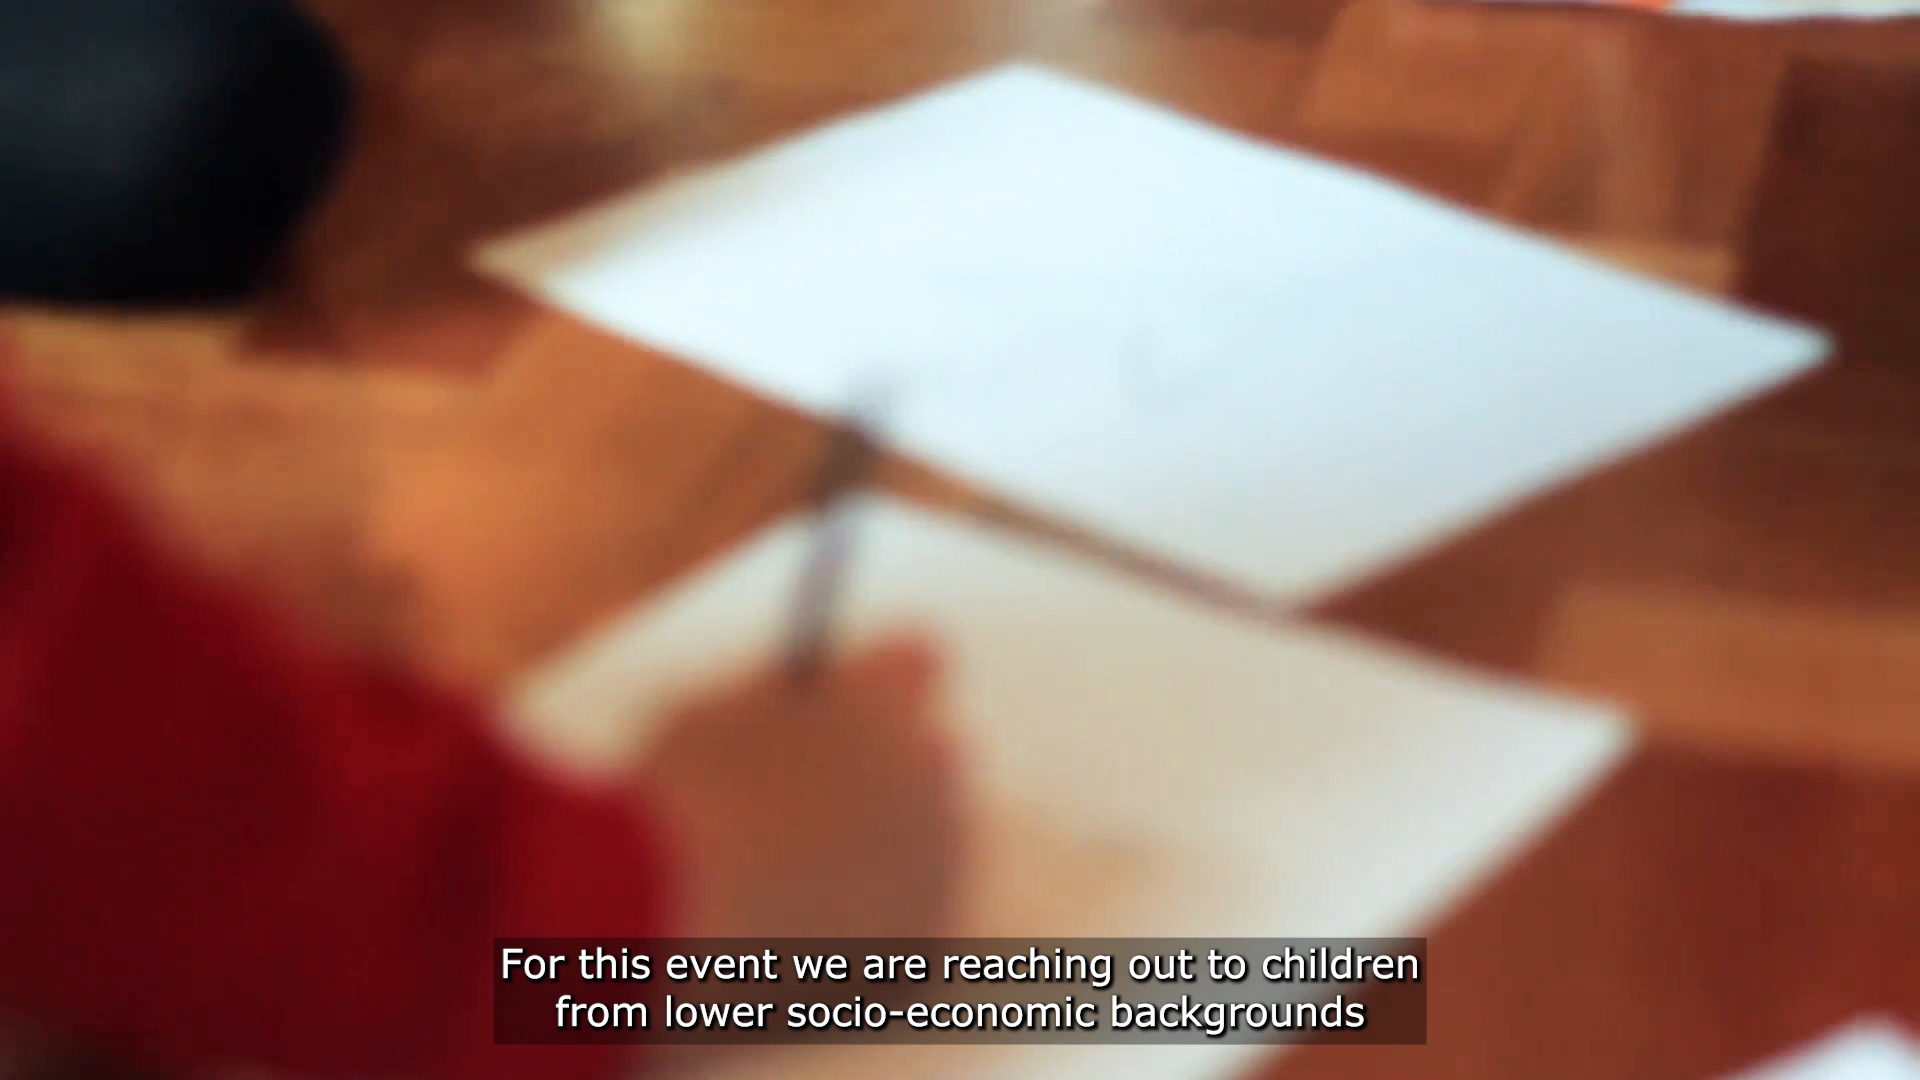 For this event we are reaching out to children
from lower socio-economic backgrounds